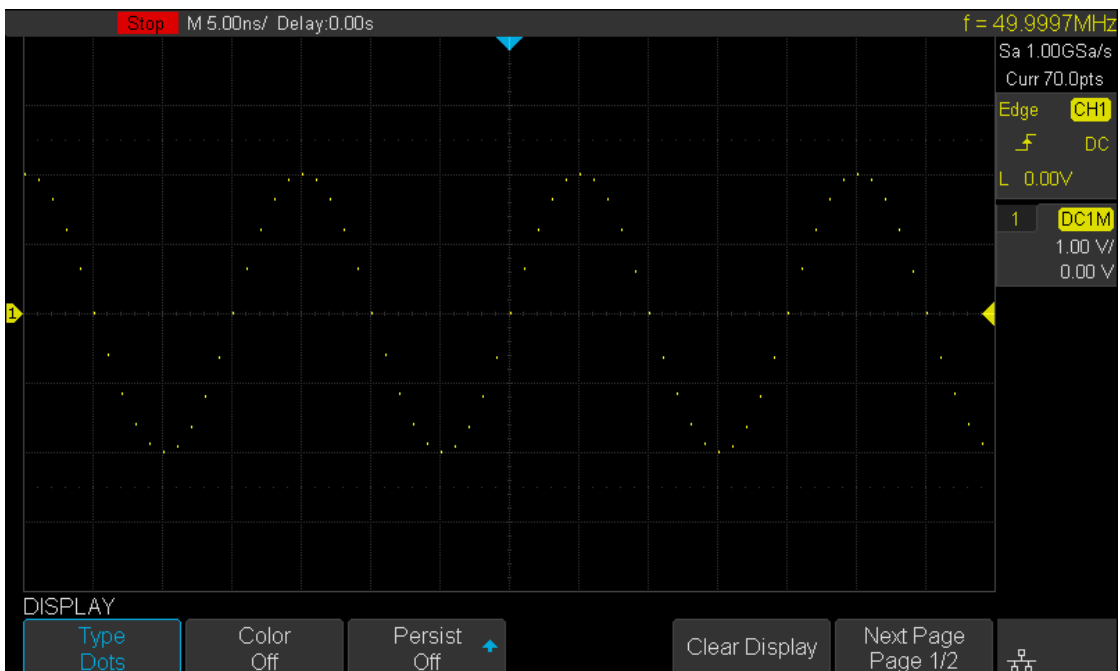 Stop M 5.00ns/ Delay:0.00s f = 49.9997MHz
Sa 1.00GSa/s
Curr 70.0pts
Edge CH1
DC
L 0.00V
1 DC1M
1.00 V/
0.00 V
1
DISPLAY
Type Color Persist Clear Display Next Page
Dots Off Off Page 1/2